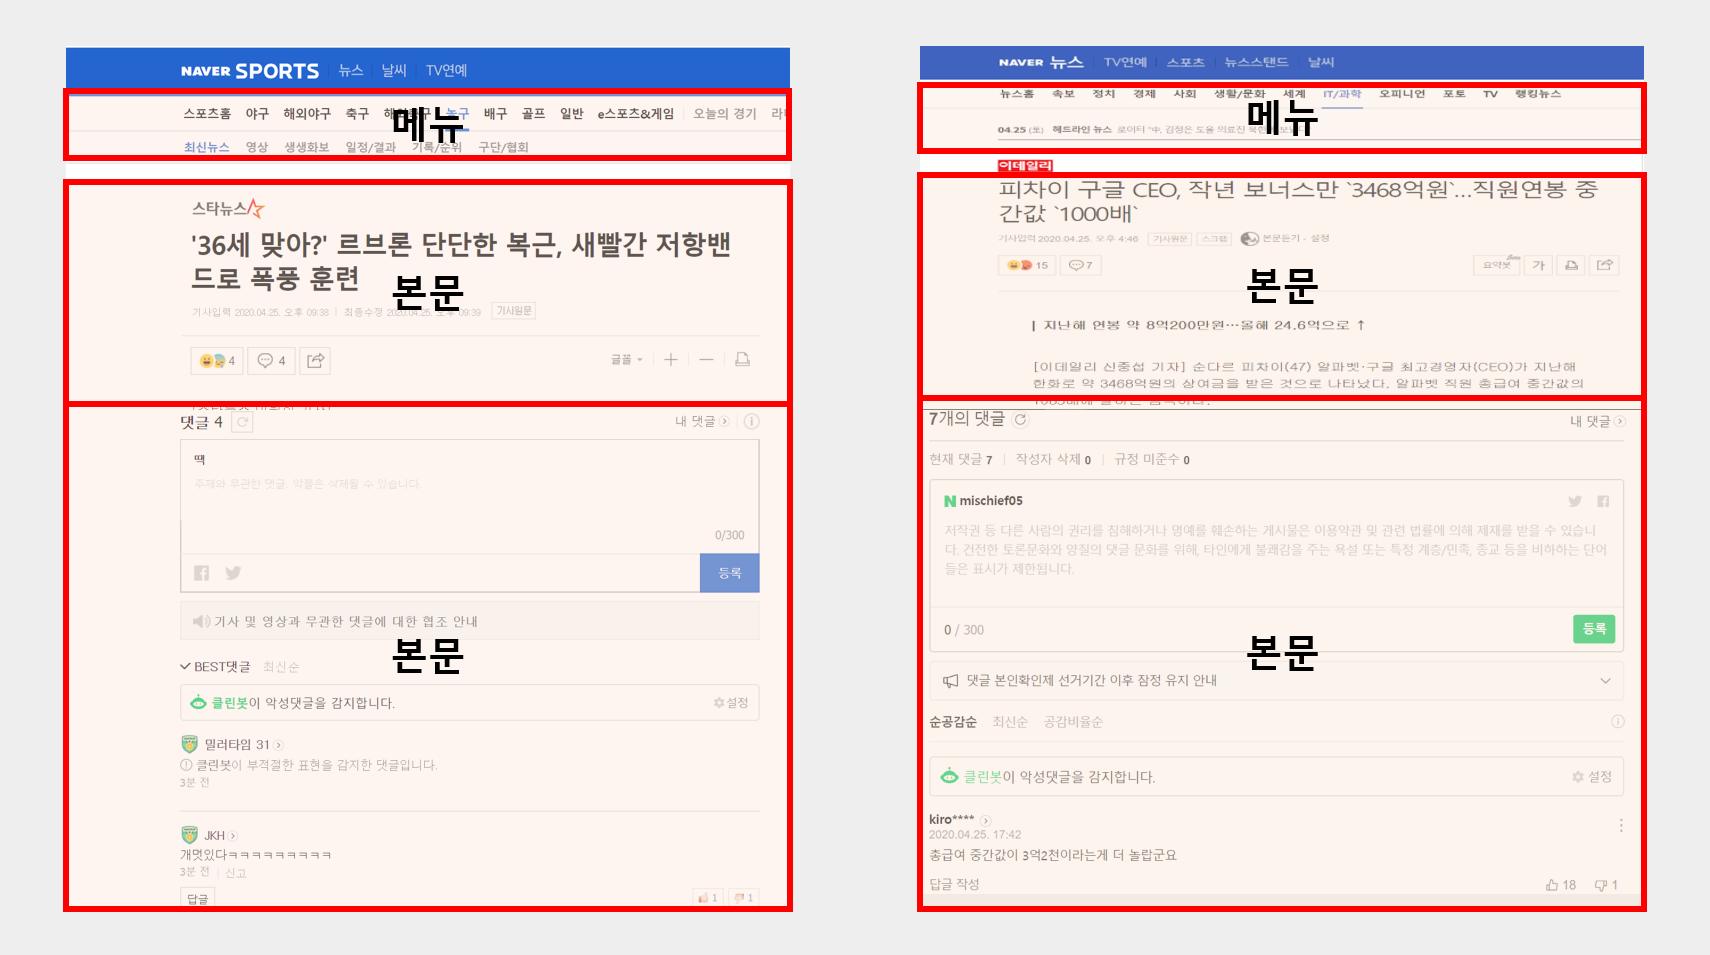 NAVER SPORTS 뉴스 날씨 TV연예
스포츠홈 야구 해외야구 축구 농구 배구 골프 일반 e스포츠&게임 오늘의 경기
메뉴
최신뉴스 영상 생생화보 일정/결과 기록/순위 구단/협회
스타뉴스
'36세 맞아?' 르브론 단단한 복근, 새빨간 저항밴
드로 폭풍 훈련
본문
기사입력 2020.04.25. 오후 09:38 최종수정 2020.04.25. 오후 09:39 기사원문
4 4 글꼴
댓글 4 내 댓글
떽
주제와 무관한 댓글, 악플은 삭제될 수 있습니다.
0/300
등록
기사 및 영상과 무관한 댓글에 대한 협조 안내
본문
BEST댓글 최신순
클린봇이 악성댓글을 감지합니다. 설정
밀러타임 31
클린봇이 부적절한 표현을 감지한 댓글입니다.
3분 전
JKH
개멋있다ㅋㅋㅋㅋㅋㅋㅋㅋㅋ
3분 전 신고
답글 1 1
NAVER 뉴스 TV연예 스포츠 뉴스스탠드 날씨
뉴스홈 속보 정치 경제 사회 생활/문화 세계 IT/과학 오피니언 포토 TV 랭킹뉴스
메뉴
04.25 (토) 헤드라인 뉴스 로이터 "中, 김정은 도울 의료진
이데일리
피차이 구글 CEO, 작년 보너스만 `3468억원`...직원연봉 중
간값 `1000배`
기사입력 2020.04.25. 오후 4:46 기사원문 스크랩 본문듣기 · 설정
15 7 요약봇 가
본문
| 지난해 연봉 약 8억200만원…올해 24.6억으로 ↑
[이데일리 신중섭 기자] 순다르 피차이(47) 알파벳·구글 최고경영자(CEO)가 지난해
한화로 약 3468억원의 상여금을 받은 것으로 나타났다. 알파벳 직원 총급여 중간값의
7개의 댓글 내 댓글
현재 댓글 7 작성자 삭제 0 규정 미준수 0
N mischief05
저작권 등 다른 사람의 권리를 침해하거나 명예를 훼손하는 게시물은 이용약관 및 관련 법률에 의해 제재를 받을 수 있습니
다. 건전한 토론문화와 양질의 댓글 문화를 위해, 타인에게 불쾌감을 주는 욕설 또는 특정 계층/민족, 종교 등을 비하하는 단어
들은 표시가 제한됩니다.
0 / 300 등록
본문
댓글 본인확인제 선거기간 이후 잠정 유지 안내
순공감순 최신순 공감비율순
클린봇이 악성댓글을 감지합니다. 설정
kiro****
2020.04.25. 17:42
총급여 중간값이 3억2천이라는게 더 놀랍군요
답글 작성 18 1